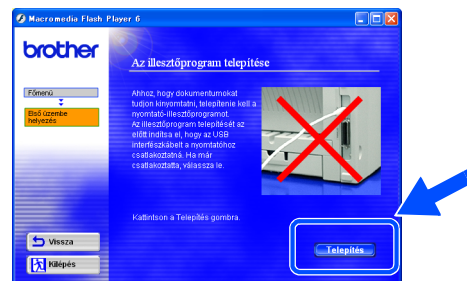 Macromedia Flash Player 6
brother
Az illesztőprogram telepítése
Főmenü
Első üzembe
helyezés
Ahhoz, hogy dokumentumokat
tudjon kinyomtatni, telepítenie kell a
nyomtató-illesztőprogramot.
Az illesztőprogram telepítését az
előtt indítsa el, hogy az USB
interfészkábelt a nyomtatóhoz
csatlakoztatná. Ha már
csatlakoztatta, válassza le.
Kattintson a Telepítés gombra.
Vissza
Telepítés
Kilépés